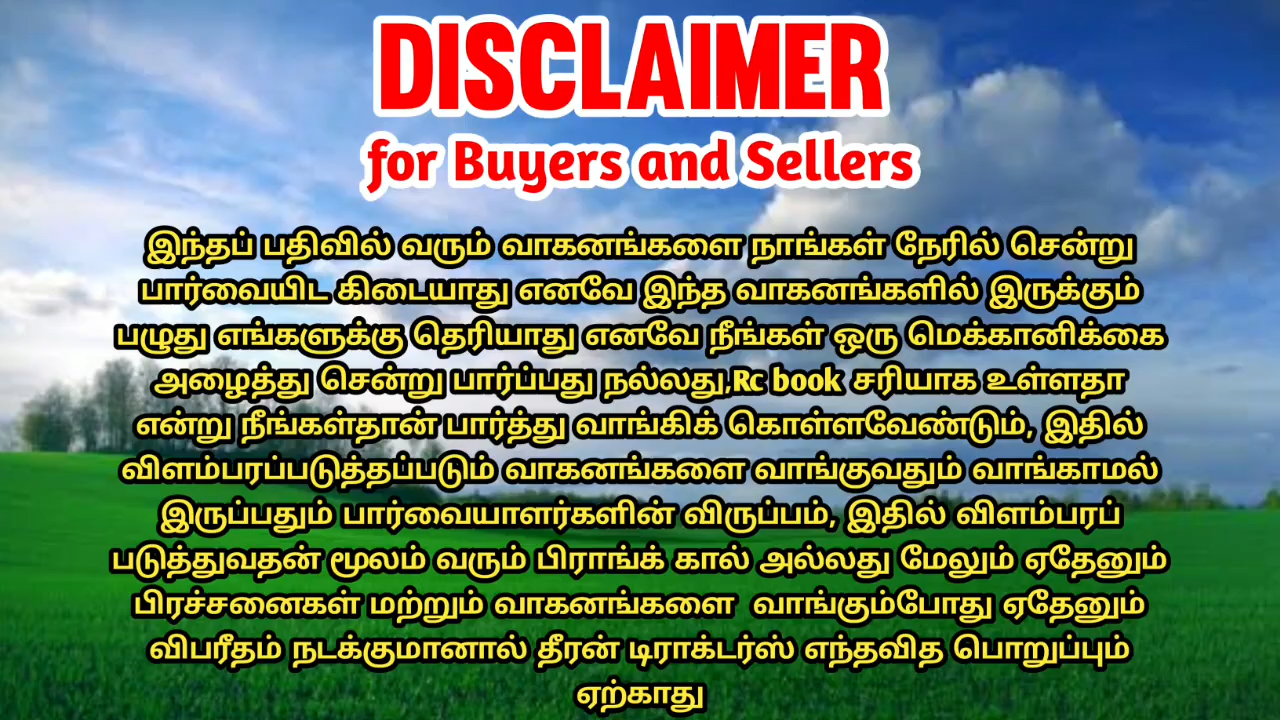 DISCLAIMER
for Buyers and Sellers
இந்தப் பதிவில் வரும் வாகனங்களை நாங்கள் நேரில் சென்று
பார்வையிட கிடையாது எனவே இந்த வாகனங்களில் இருக்கும்
பழுது எங்களுக்கு தெரியாது எனவே நீங்கள் ஒரு மெக்கானிக்கை
அழைத்து சென்று பார்ப்பது நல்லது,Rc book சரியாக உள்ளதா
என்று நீங்கள்தான் பார்த்து வாங்கிக் கொள்ளவேண்டும், இதில்
விளம்பரப்படுத்தப்படும் வாகனங்களை வாங்குவதும் வாங்காமல்
இருப்பதும் பார்வையாளர்களின் விருப்பம், இதில் விளம்பரப்
படுத்துவதன் மூலம் வரும் பிராங்க் கால் அல்லது மேலும் ஏதேனும்
பிரச்சனைகள் மற்றும் வாகனங்களை வாங்கும்போது ஏதேனும்
விபரீதம் நடக்குமானால் தீரன் டிராக்டர்ஸ் எந்தவித பொறுப்பும்
ஏற்காது